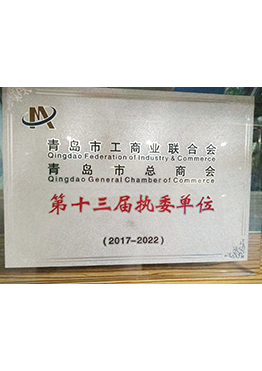 青岛市工商业联合会
Qingdao Federation of Industry & Commerce
青岛市总商会
Qingdao General Chamber of Commerce
第十三届执委单位
(2017-2022)